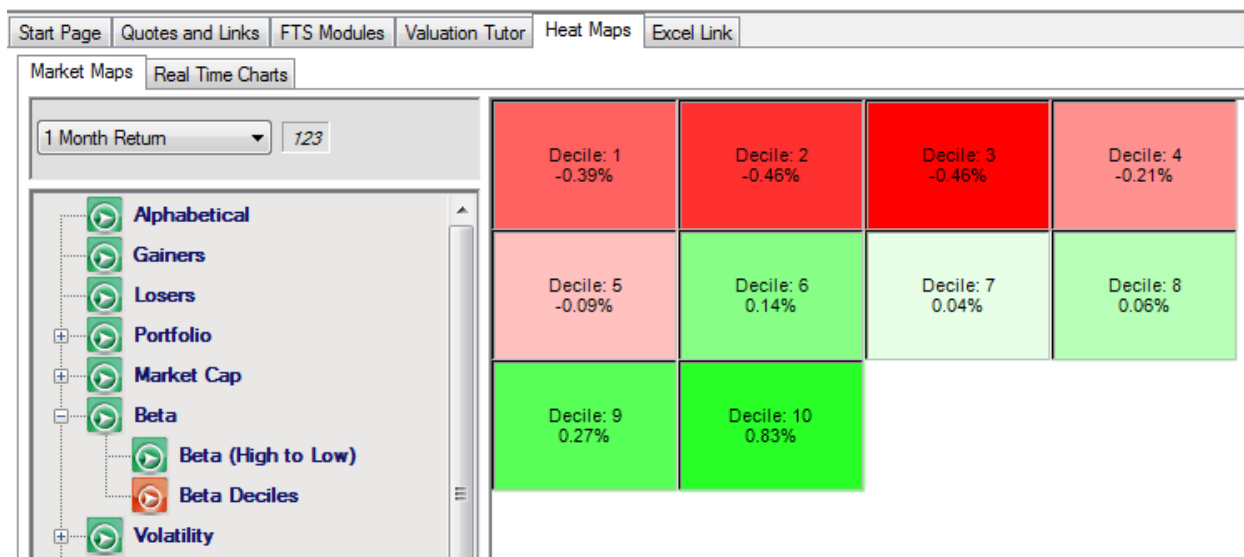 Start Page Quotes and Links FTS Modules Valuation Tutor Heat Maps Excel Link
Market Maps Real Time Charts
1 Month Return 123
Alphabetical
Gainers
Losers
Portfolio
Market Cap
Beta
Beta (High to Low)
Beta Deciles
Volatility
Decile: 1
-0.39%
Decile: 2
-0.46%
Decile: 3
-0.46%
Decile: 4
-0.21%
Decile: 5
-0.09%
Decile: 6
0.14%
Decile: 7
0.04%
Decile: 8
0.06%
Decile: 9
0.27%
Decile: 10
0.83%